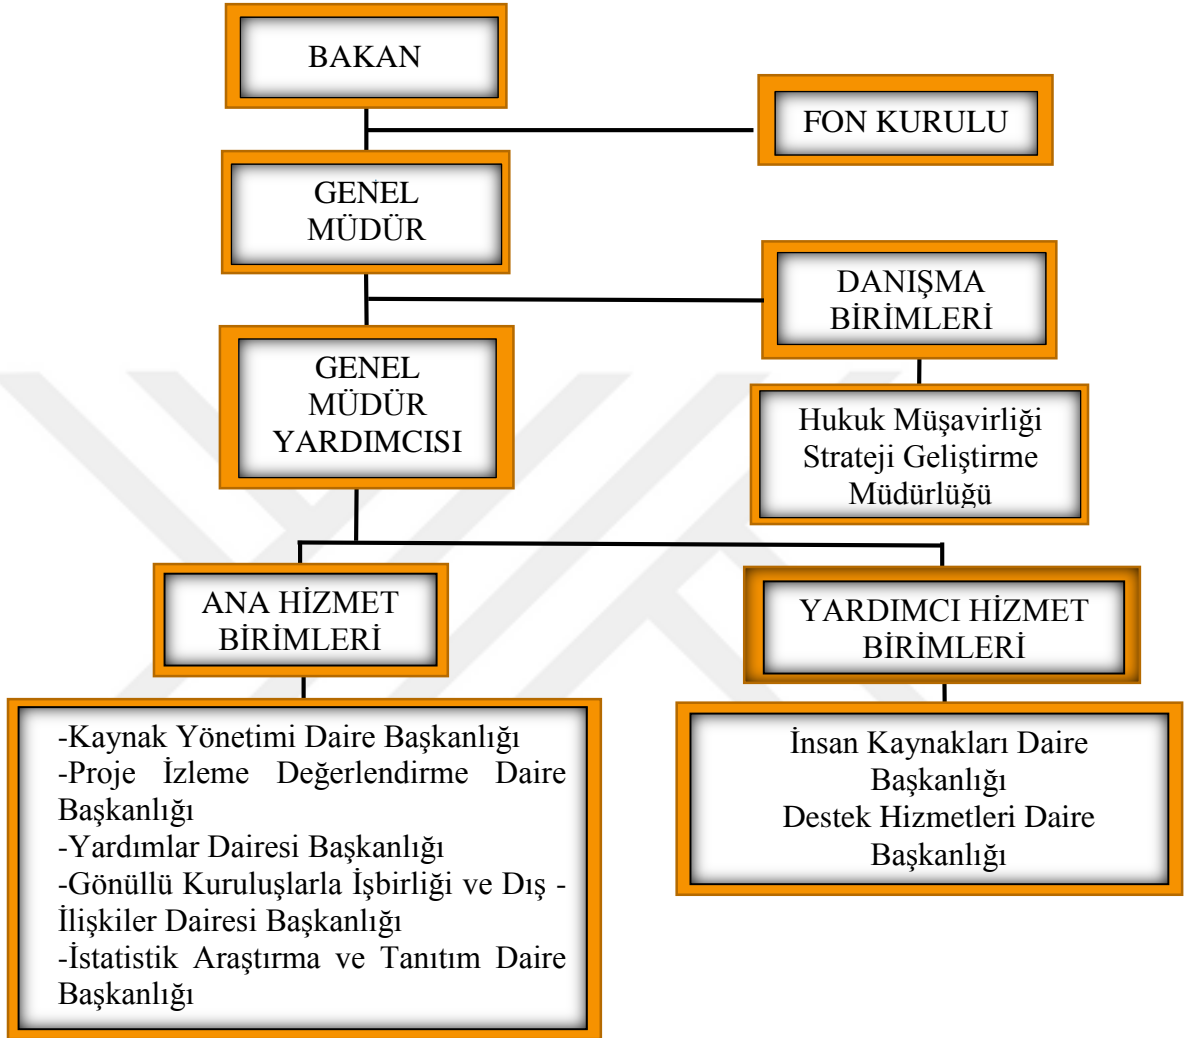 BAKAN
FON KURULU
GENEL
MÜDÜR
DANIŞMA
BİRİMLERİ
GENEL
MÜDÜR
YARDIMCISI
Hukuk Müşavirliği
Strateji Geliştirme
Müdürlüğü
ANA HİZMET
BİRİMLERİ
YARDIMCI HİZMET
BİRİMLERİ
-Kaynak Yönetimi Daire Başkanlığı
-Proje İzleme Değerlendirme Daire
Başkanlığı
-Yardımlar Dairesi Başkanlığı
-Gönüllü Kuruluşlarla İşbirliği ve Dış -
İlişkiler Dairesi Başkanlığı
-İstatistik Araştırma ve Tanıtım Daire
Başkanlığı
İnsan Kaynakları Daire
Başkanlığı
Destek Hizmetleri Daire
Başkanlığı